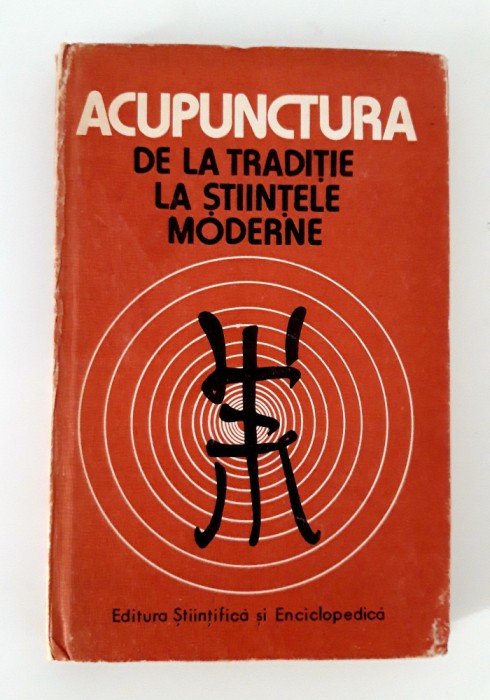 ACUPUNCTURA
DE LA TRADIȚIE
LA ȘTIINȚELE
MODERNE
Editura Științifică și Enciclopedică